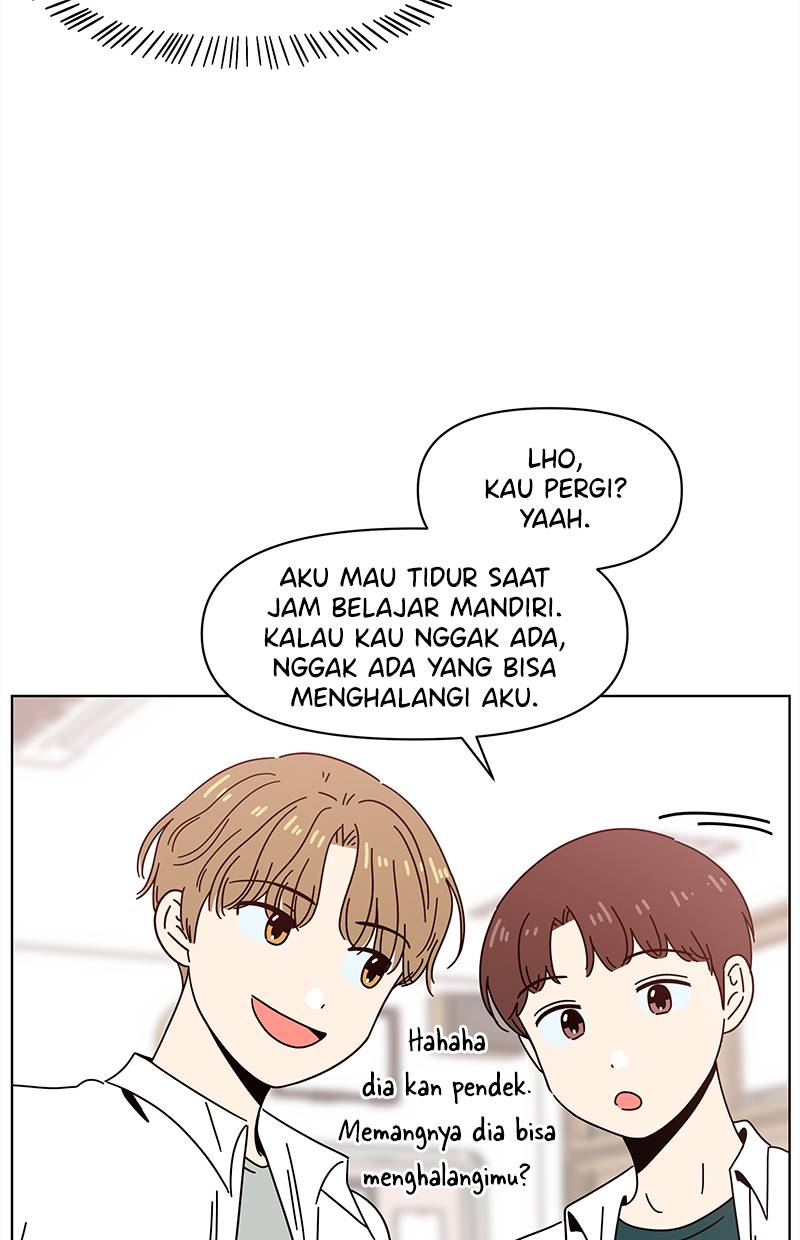 LHO,
KAU PERGI?
YAAH.
AKU MAU TIDUR SAAT
JAM BELAJAR MANDIRI.
KALAU KAU NGGAK ADA,
NGGAK ADA YANG BISA
MENGHALANGI AKU.
Hahaha
dia kan pendek.
Memangnya dia bisa
menghalangimu?